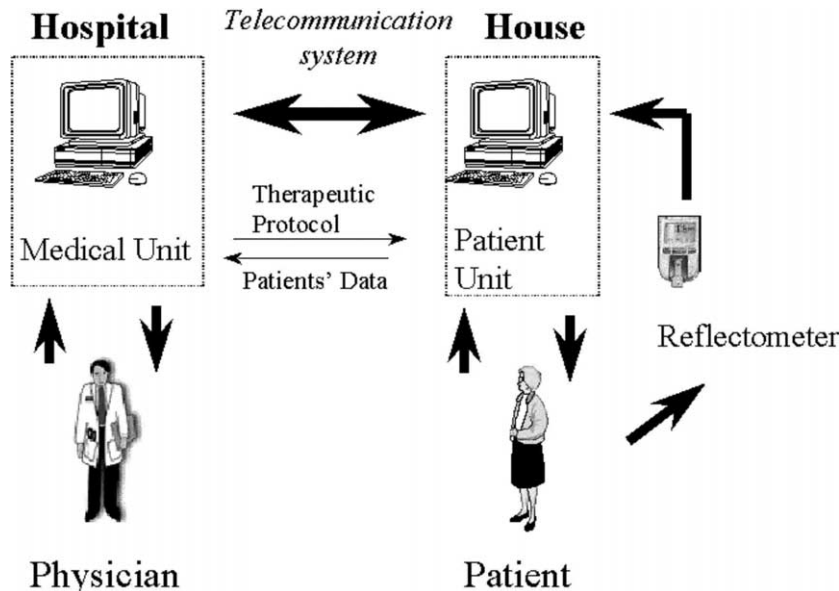 Hospital
Telecommunication
system
House
Therapeutic
Protocol
Medical Unit
Patients' Data
Patient
Unit
Reflectometer
Physician
Patient